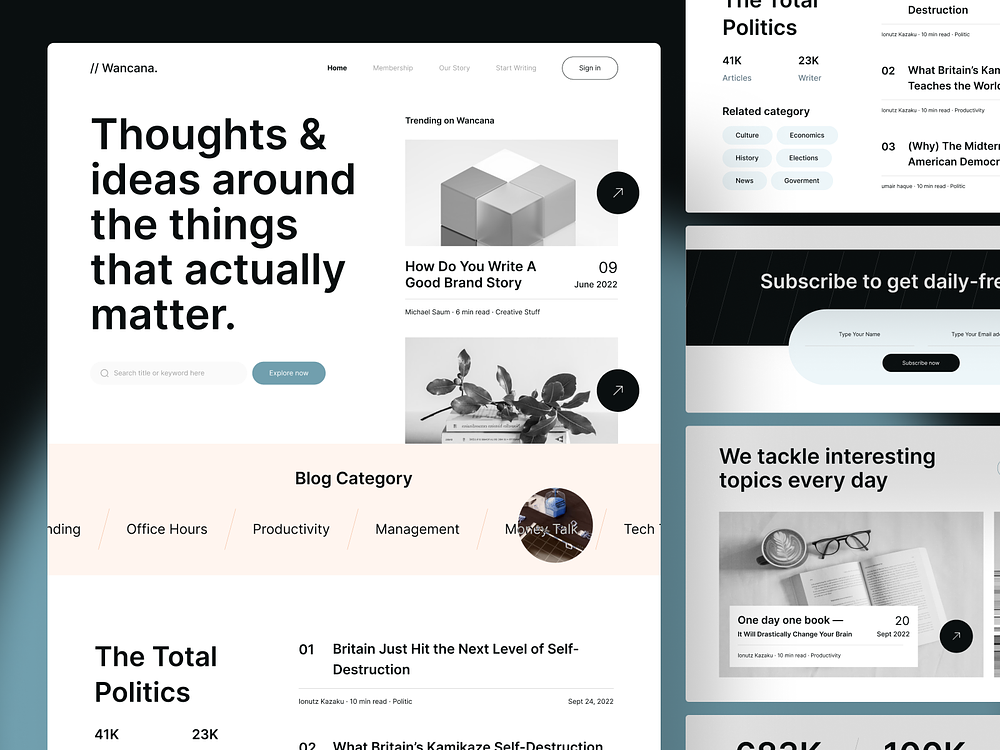 // Wancana.
Home
Membership
Our Story
Start Writing
Sign in
Thoughts &
ideas around
the things
that actually
matter.
Search title or keyword here
Explore now
Trending on Wancana
How Do You Write A
Good Brand Story
09
June 2022
Michael Saum · 6 min read · Creative Stuff
Blog Category
nding
Office Hours
Productivity
Management
Money Talk
Tech T
The Total
Politics
41K
23K
01
Britain Just Hit the Next Level of Self-
Destruction
Ionutz Kazaku · 10 min read · Politic
Sept 24, 2022
02
What Britain's Kamikaze Self-Destruction
The Total
Politics
41K
Articles
23K
Writer
Related category
Culture
Economics
History
Elections
News
Goverment
Destruction
Ionutz Kazaku · 10 min read · Politic
02
What Britain's Kam
Teaches the World
Ionutz Kazaku · 10 min read · Productivity
03
(Why) The Midterm
American Democr
umair haque · 10 min read · Politic
Subscribe to get daily-fre
Type Your Name
Type Your Email add
Subscribe now
We tackle interesting
topics every day
One day one book —
It Will Drastically Change Your Brain
20
Sept 2022
Ionutz Kazaku · 10 min read · Productivity